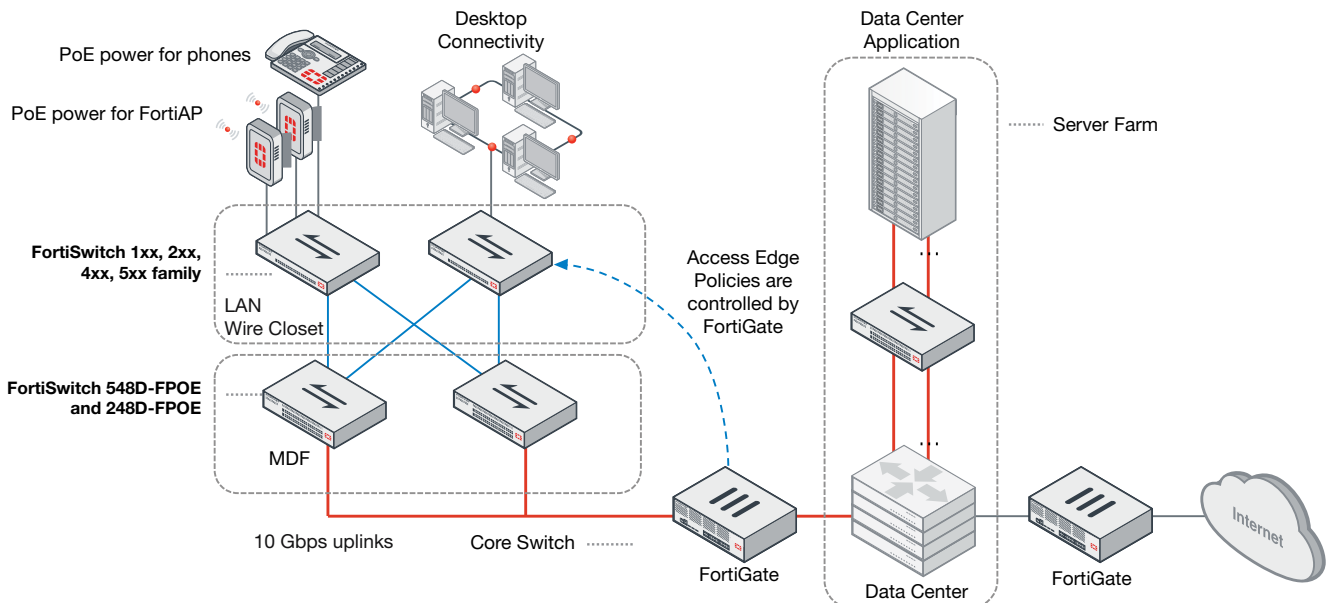 Desktop
Connectivity
Data Center
Application
PoE power for phones
PoE power for FortiAP
Server Farm
FortiSwitch 1xx, 2xx,
4xx, 5xx family
LAN
Wire Closet
Access Edge
Policies are
controlled by
FortiGate
FortiSwitch 548D-FPOE
and 248D-FPOE
MDF
10 Gbps uplinks
Core Switch
FortiGate
Data Center
FortiGate
Internet